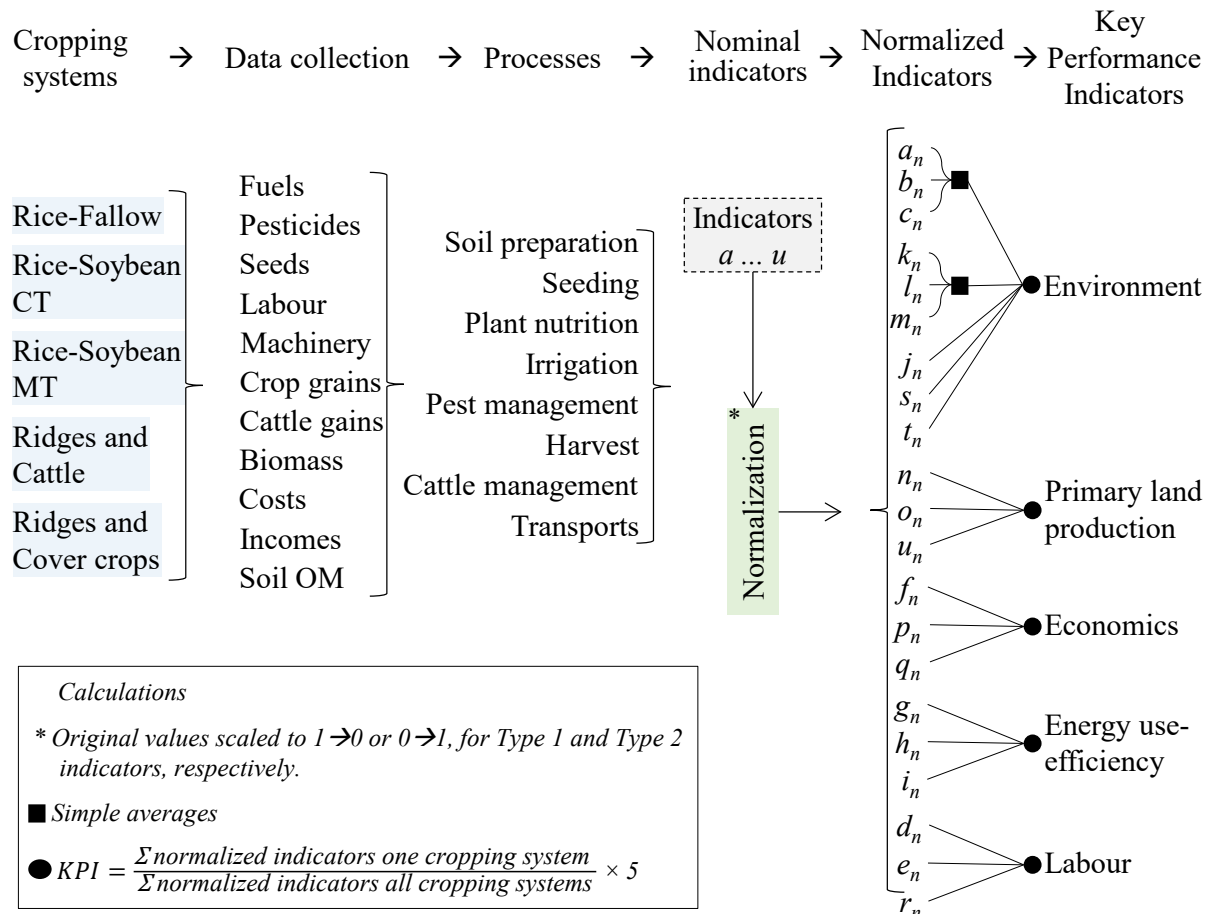 Cropping systems → Data collection → Processes → Nominal indicators → Normalized Indicators → Key Performance Indicators
Rice-Fallow
Rice-Soybean
CT
Rice-Soybean
MT
Ridges and
Cattle
Ridges and
Cover crops
Fuels
Pesticides
Seeds
Labour
Machinery
Crop grains
Cattle gains
Biomass
Costs
Incomes
Soil OM
Soil preparation
Seeding
Plant nutrition
Irrigation
Pest management
Harvest
Cattle management
Transports
Indicators
a ... u
*
Normalization
a_n
b_n
c_n
k_n
l_n
m_n
j_n
s_n
t_n
Environment
n_n
o_n
u_n
Primary land
production
f_n
p_n
q_n
Economics
g_n
h_n
i_n
Energy use-
efficiency
d_n
e_n
r_n
Labour
Calculations
* Original values scaled to 1→0 or 0→1, for Type 1 and Type 2
indicators, respectively.
■ Simple averages
● KPI = Σ normalized indicators one cropping system / Σ normalized indicators all cropping systems × 5